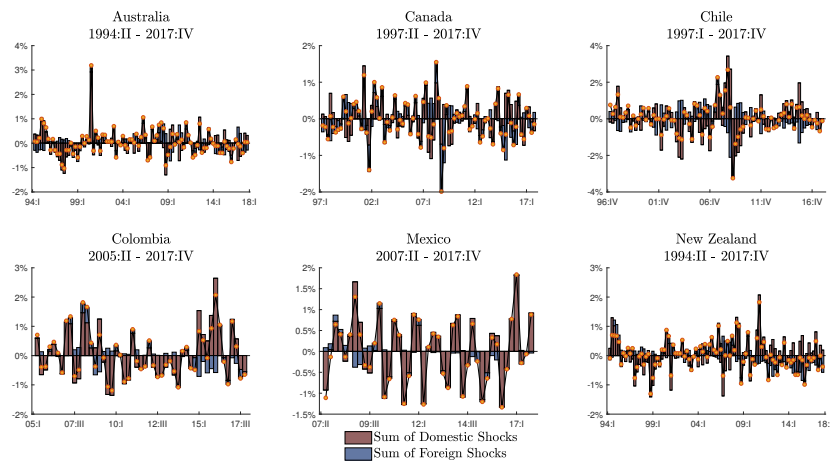 Australia
1994:II - 2017:IV
4%
3%
2%
1%
0%
-1%
-2%
94:I 99:I 04:I 09:I 14:I 18:I
Canada
1997:II - 2017:IV
2%
1%
0%
-1%
-2%
97:I 02:I 07:I 12:I 17:I
Chile
1997:I - 2017:IV
4%
2%
0%
-2%
-4%
96:IV 01:IV 06:IV 11:IV 16:IV
Colombia
2005:II - 2017:IV
3%
2%
1%
0%
-1%
-2%
05:I 07:III 10:I 12:III 15:I 17:III
Mexico
2007:II - 2017:IV
2%
1.5%
1%
0.5%
0%
-0.5%
-1%
-1.5%
07:II 09:III 12:I 14:III 17:I
New Zealand
1994:II - 2017:IV
3%
2%
1%
0%
-1%
-2%
94:I 99:I 04:I 09:I 14:I 18:
Sum of Domestic Shocks
Sum of Foreign Shocks